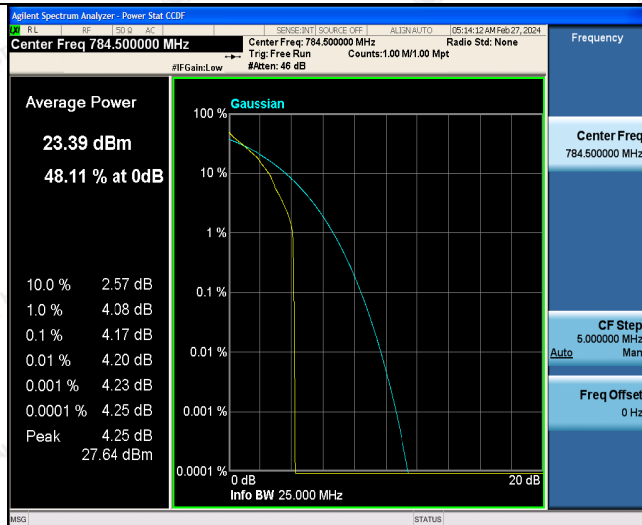 Agilent Spectrum Analyzer - Power Stat CCDF
RL RF 50 Ω AC SENSE:INT SOURCE OFF ALIGN AUTO 05:14:12 AM Feb 27, 2024
Center Freq 784.500000 MHz
Center Freq: 784.500000 MHz Radio Std: None
Trig: Free Run Counts:1.00 M/1.00 Mpt
#IFGain:Low #Atten: 46 dB
Frequency
Average Power
23.39 dBm
48.11 % at 0dB
10.0 % 2.57 dB
1.0 % 4.08 dB
0.1 % 4.17 dB
0.01 % 4.20 dB
0.001 % 4.23 dB
0.0001 % 4.25 dB
Peak 4.25 dB
27.64 dBm
Gaussian
100 %
10 %
1 %
0.1 %
0.01 %
0.001 %
0.0001 %
0 dB 20 dB
Info BW 25.000 MHz
Center Freq
784.500000 MHz
CF Step
5.000000 MHz
Auto Man
Freq Offset
0 Hz
MSG STATUS